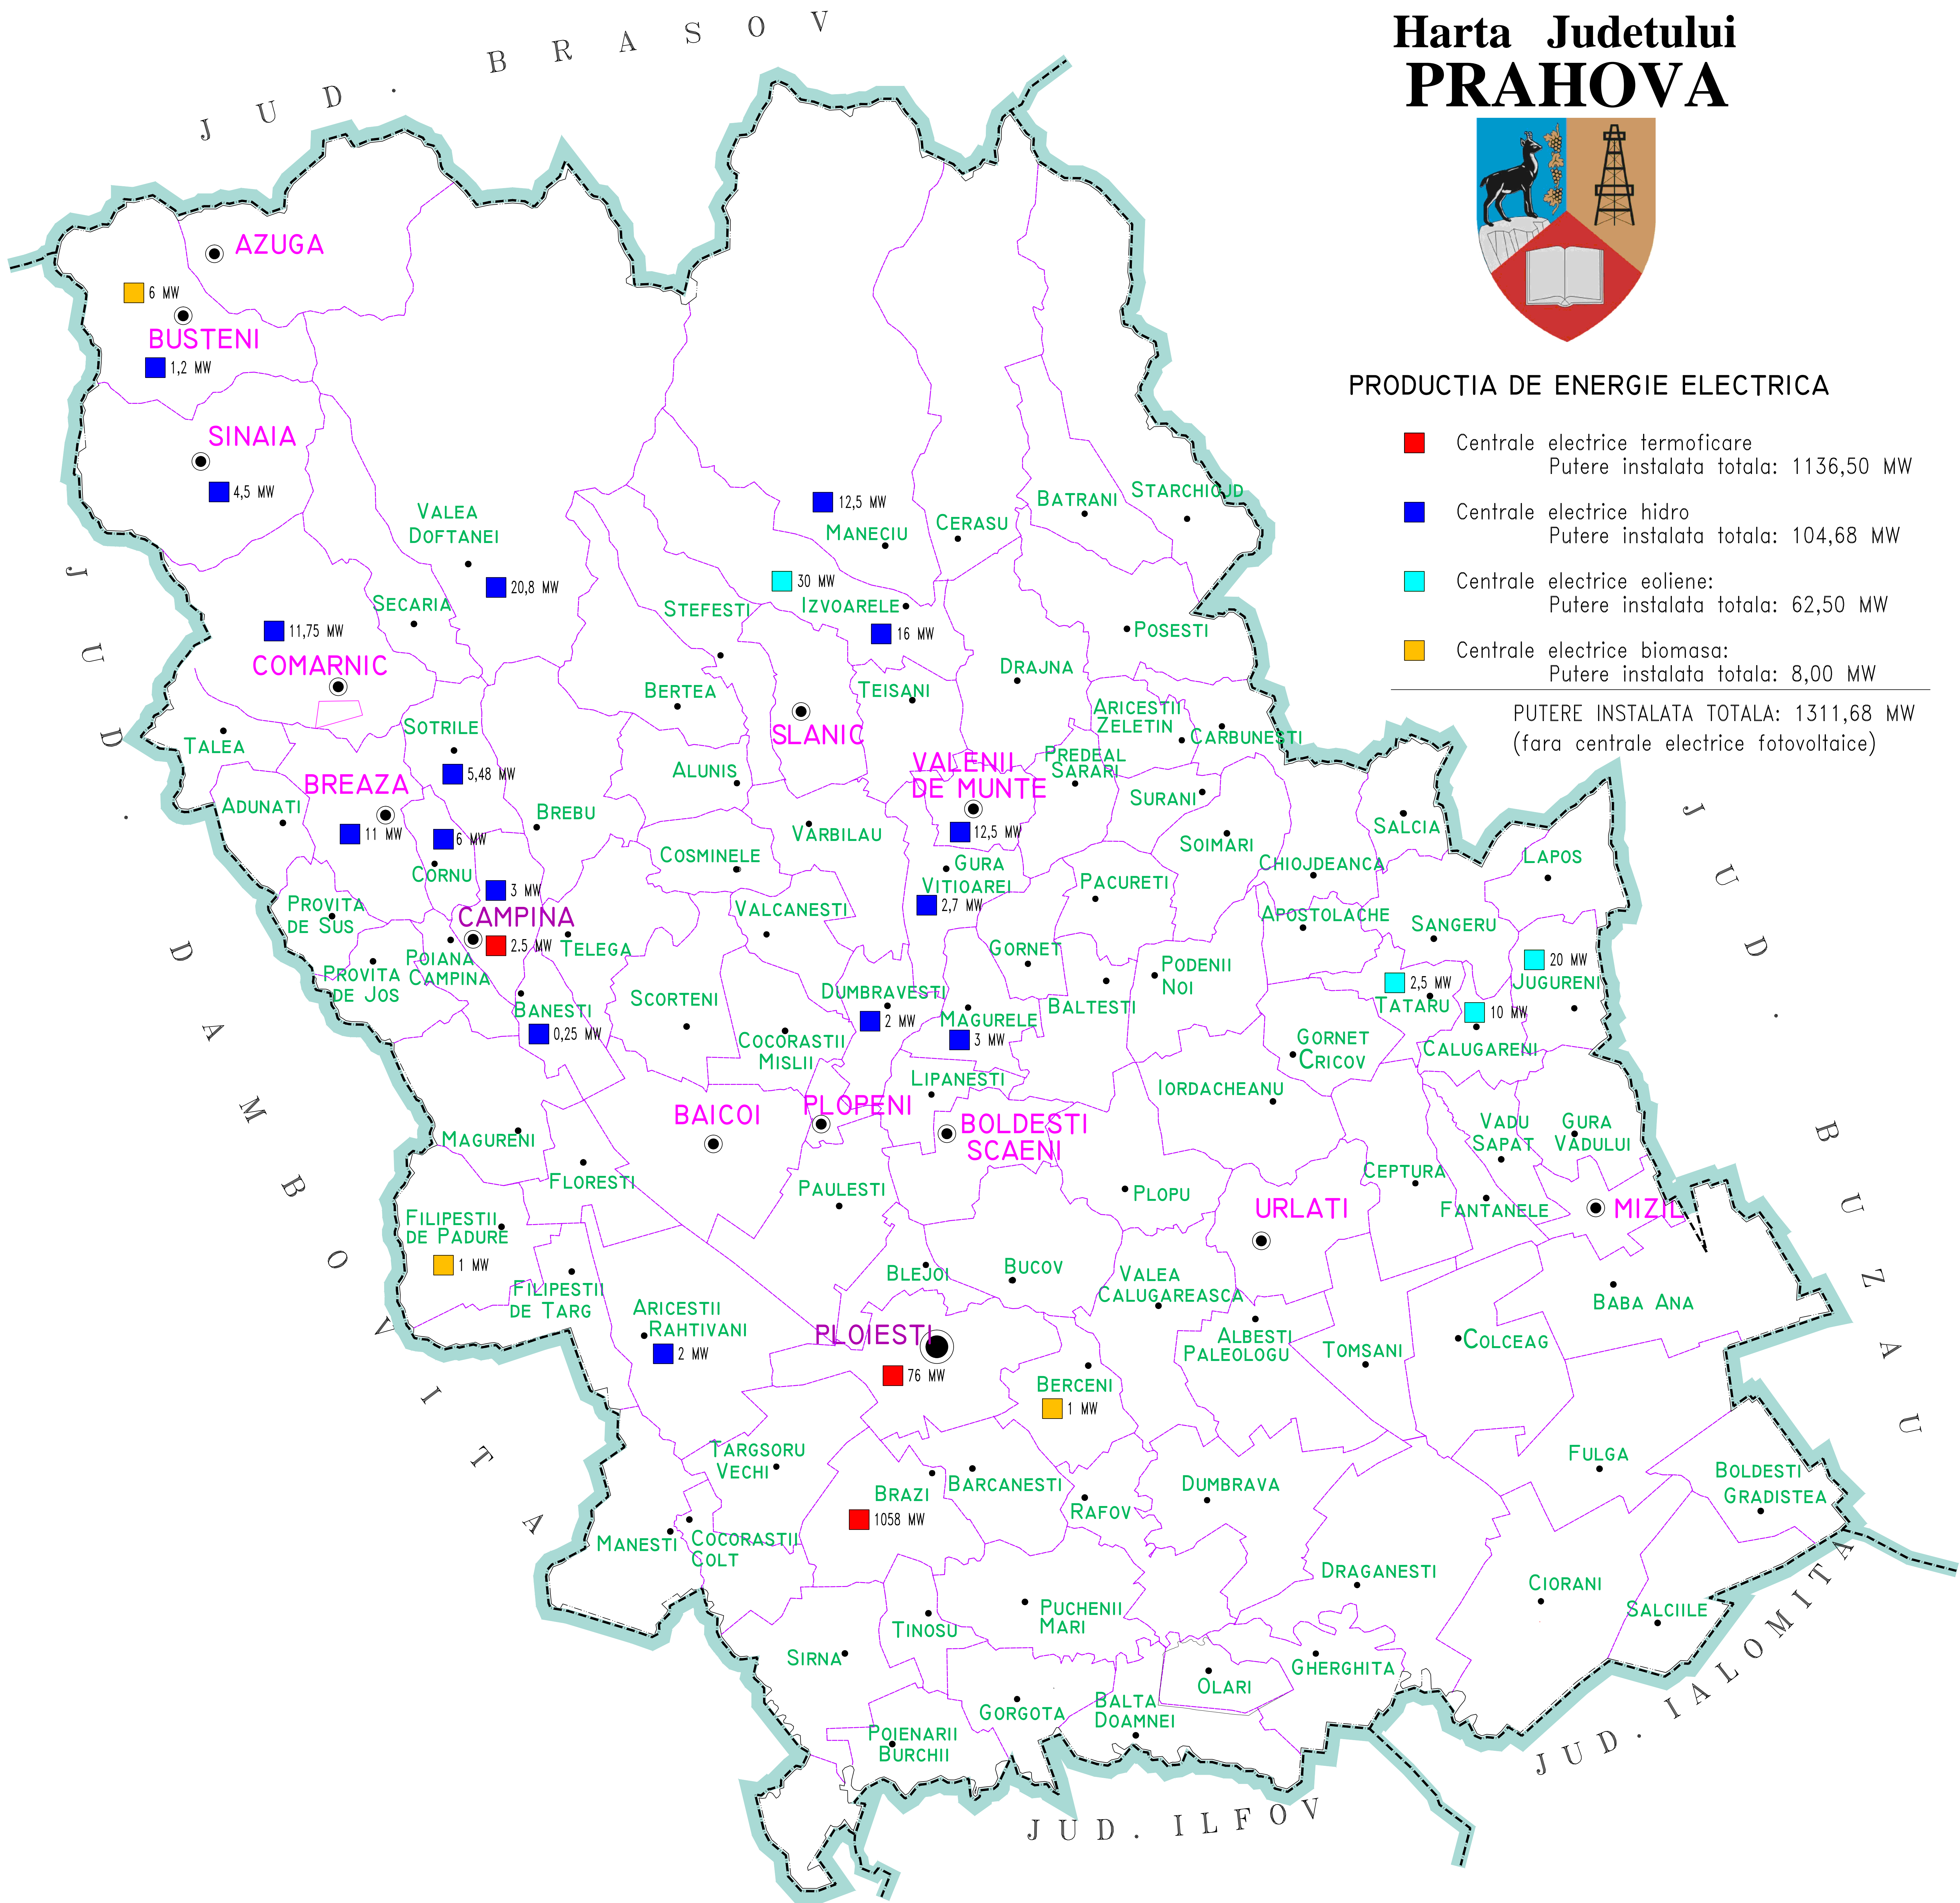 Harta Judetului
PRAHOVA
PRODUCTIA DE ENERGIE ELECTRICA
Centrale electrice termoficare
Putere instalata totala: 1136,50 MW
Centrale electrice hidro
Putere instalata totala: 104,68 MW
Centrale electrice eoliene:
Putere instalata totala: 62,50 MW
Centrale electrice biomasa:
Putere instalata totala: 8,00 MW
PUTERE INSTALATA TOTALA: 1311,68 MW
(fara centrale electrice fotovoltaice)
JUD. BRASOV
JUD. DAMBOVITA
JUD. BUZAU
JUD. IALOMITA
JUD. ILFOV
AZUGA
6 MW
BUSTENI
1,2 MW
SINAIA
4,5 MW
VALEA
DOFTANEI
20,8 MW
SECARIA
11,75 MW
COMARNIC
12,5 MW
MANECIU
CERASU
BATRANI
STARCHIOJD
30 MW
IZVOARELE
16 MW
STEFESTI
POSESTI
DRAJNA
BERTEA
TEISANI
SLANIC
ARICESTII
ZELETIN
CARBUNESTI
TALEA
SOTRILE
5,48 MW
ALUNIS
VALENII
DE MUNTE
12,5 MW
PREDEAL
SARARI
SURANI
BREAZA
11 MW
ADUNATI
6 MW
CORNU
BREBU
VARBILAU
COSMINELE
SOIMARI
SALCIA
LAPOS
CHIOJDEANCA
GURA
VITIOAREI
2,7 MW
PACURETI
3 MW
CAMPINA
2.5 MW
TELEGA
PROVITA
DE SUS
PROVITA
DE JOS
POIANA
CAMPINA
VALCANESTI
APOSTOLACHE
SANGERU
GORNET
PODENII
NOI
20 MW
JUGURENI
2,5 MW
TATARU
10 MW
CALUGARENI
BANESTI
0,25 MW
SCORTENI
COCORASTII
MISLII
DUMBRAVESTI
2 MW
MAGURELE
3 MW
BALTESTI
GORNET
CRICOV
LIPANESTI
IORDACHEANU
BAICOI
PLOPENI
BOLDESTI
SCAENI
VADU
SAPAT
GURA
VADULUI
MAGURENI
FLORESTI
PAULESTI
PLOPU
CEPTURA
FANTANELE
URLATI
MIZIL
FILIPESTII
DE PADURE
1 MW
FILIPESTII
DE TARG
BLEJOI
BUCOV
VALEA
CALUGAREASCA
BABA ANA
ARICESTII
RAHTIVANI
2 MW
PLOIESTI
76 MW
ALBESTI
PALEOLOGU
TOMSANI
COLCEAG
BERCENI
1 MW
TARGSORU
VECHI
BRAZI
1058 MW
BARCANESTI
RAFOV
DUMBRAVA
FULGA
BOLDESTI
GRADISTEA
MANESTI
COCORASTII
COLT
DRAGANESTI
CIORANI
SALCIILE
TINOSU
PUCHENII
MARI
SIRNA
GHERGHITA
OLARI
GORGOTA
BALTA
DOAMNEI
POIENARII
BURCHII